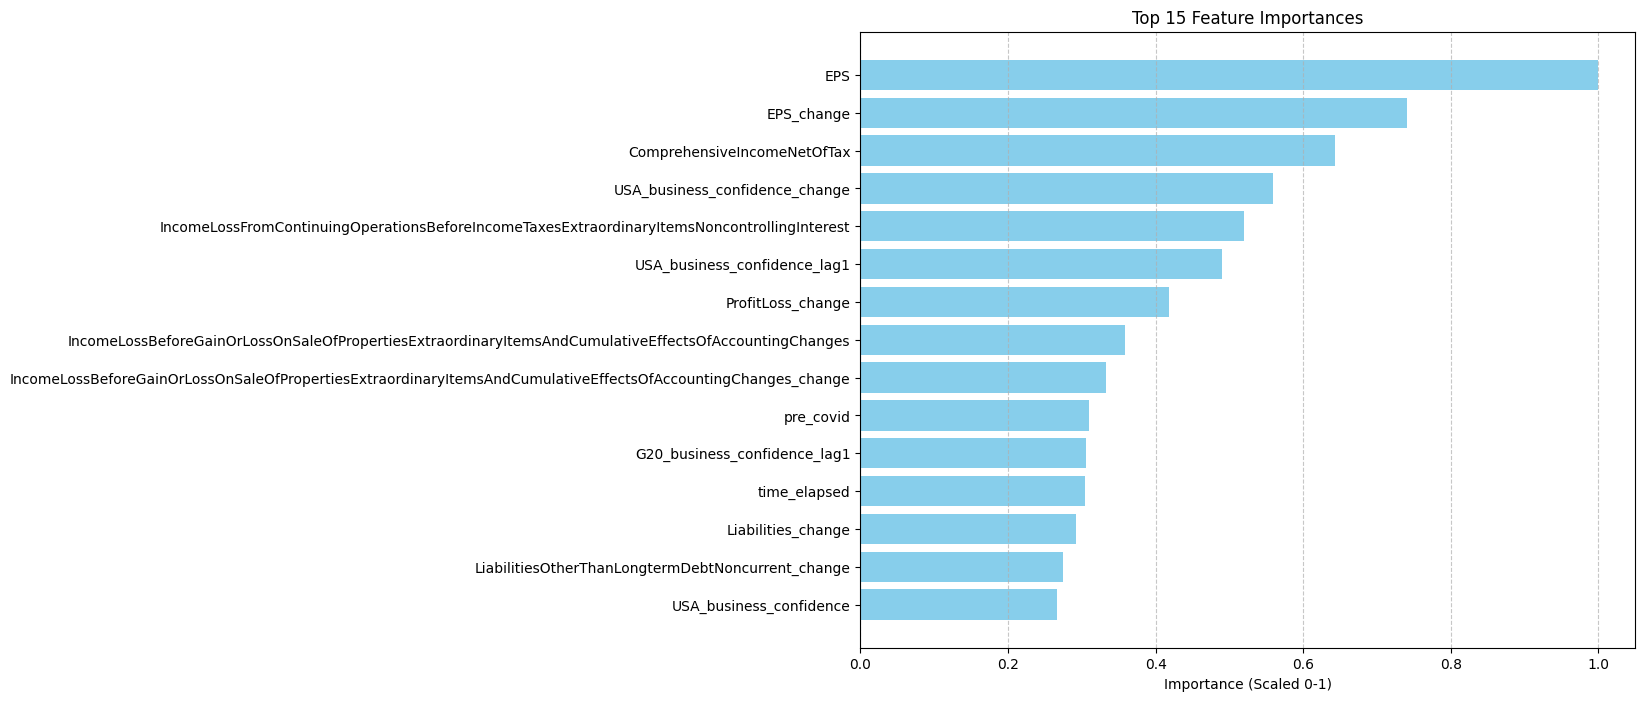 Top 15 Feature Importances
EPS
EPS_change
ComprehensiveIncomeNetOfTax
USA_business_confidence_change
IncomeLossFromContinuingOperationsBeforeIncomeTaxesExtraordinaryItemsNoncontrollingInterest
USA_business_confidence_lag1
ProfitLoss_change
IncomeLossBeforeGainOrLossOnSaleOfPropertiesExtraordinaryItemsAndCumulativeEffectsOfAccountingChanges
IncomeLossBeforeGainOrLossOnSaleOfPropertiesExtraordinaryItemsAndCumulativeEffectsOfAccountingChanges_change
pre_covid
G20_business_confidence_lag1
time_elapsed
Liabilities_change
LiabilitiesOtherThanLongtermDebtNoncurrent_change
USA_business_confidence
0.0 0.2 0.4 0.6 0.8 1.0
Importance (Scaled 0-1)